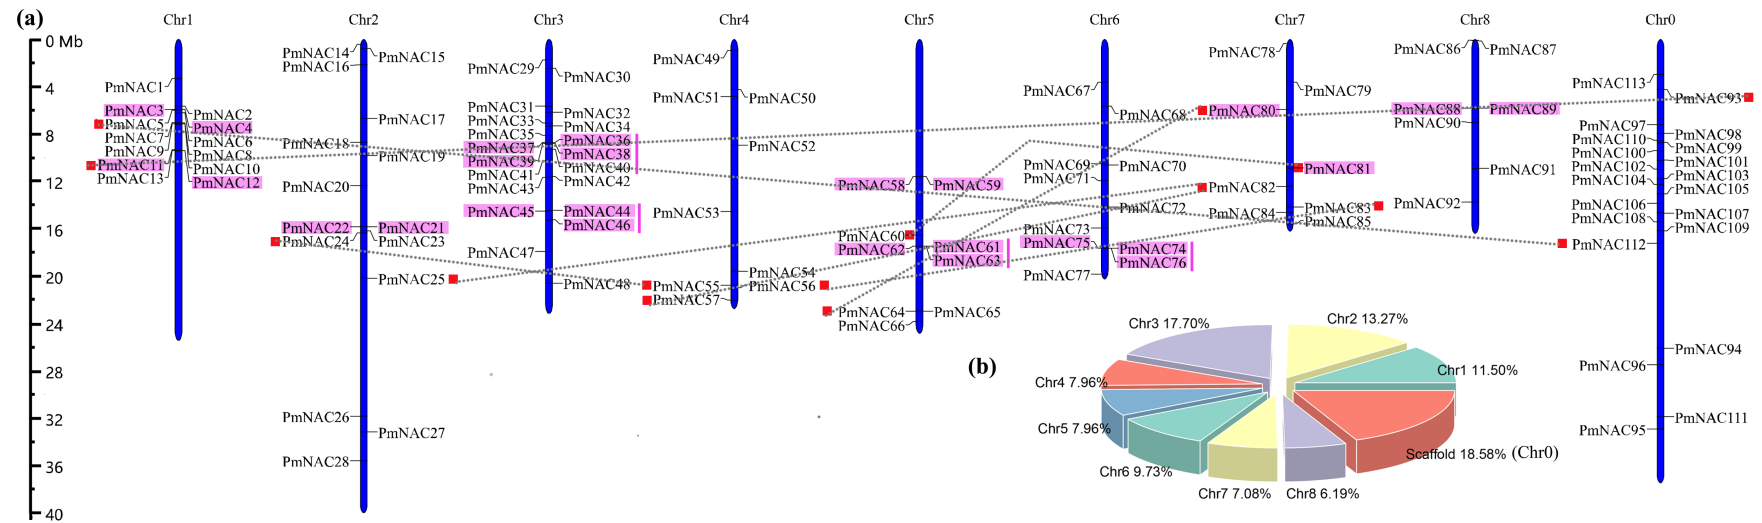 (a)
Chr1 Chr2 Chr3 Chr4 Chr5 Chr6 Chr7 Chr8 Chr0
0 Mb
4
8
12
16
20
24
28
32
36
40
PmNAC1
PmNAC3 PmNAC2
PmNAC5 PmNAC4
PmNAC7 PmNAC6
PmNAC9 PmNAC8
PmNAC11 PmNAC10
PmNAC13 PmNAC12
PmNAC14 PmNAC15
PmNAC16
PmNAC17
PmNAC18
PmNAC19
PmNAC20
PmNAC22 PmNAC21
PmNAC24 PmNAC23
PmNAC25
PmNAC26
PmNAC27
PmNAC28
PmNAC29 PmNAC30
PmNAC31 PmNAC32
PmNAC33 PmNAC34
PmNAC35 PmNAC36
PmNAC37 PmNAC38
PmNAC39 PmNAC40
PmNAC41 PmNAC42
PmNAC43
PmNAC45 PmNAC44
PmNAC46
PmNAC47
PmNAC48
PmNAC49
PmNAC51 PmNAC50
PmNAC52
PmNAC53
PmNAC54
PmNAC55 PmNAC56
PmNAC57
PmNAC58 PmNAC59
PmNAC60
PmNAC62 PmNAC61
PmNAC63
PmNAC64 PmNAC65
PmNAC66
PmNAC67
PmNAC68
PmNAC69 PmNAC70
PmNAC71
PmNAC72
PmNAC73
PmNAC75 PmNAC74
PmNAC76
PmNAC77
PmNAC78
PmNAC79
PmNAC80
PmNAC81
PmNAC82
PmNAC84 PmNAC83
PmNAC85
PmNAC86 PmNAC87
PmNAC88 PmNAC89
PmNAC90
PmNAC91
PmNAC92
PmNAC113
PmNAC93
PmNAC97 PmNAC98
PmNAC110 PmNAC99
PmNAC100 PmNAC101
PmNAC102 PmNAC103
PmNAC104 PmNAC105
PmNAC106 PmNAC107
PmNAC108 PmNAC109
PmNAC112
PmNAC94
PmNAC96
PmNAC111
PmNAC95
(b)
Chr3 17.70%
Chr2 13.27%
Chr1 11.50%
Chr4 7.96%
Chr5 7.96%
Chr6 9.73%
Chr7 7.08%
Chr8 6.19%
Scaffold 18.58% (Chr0)